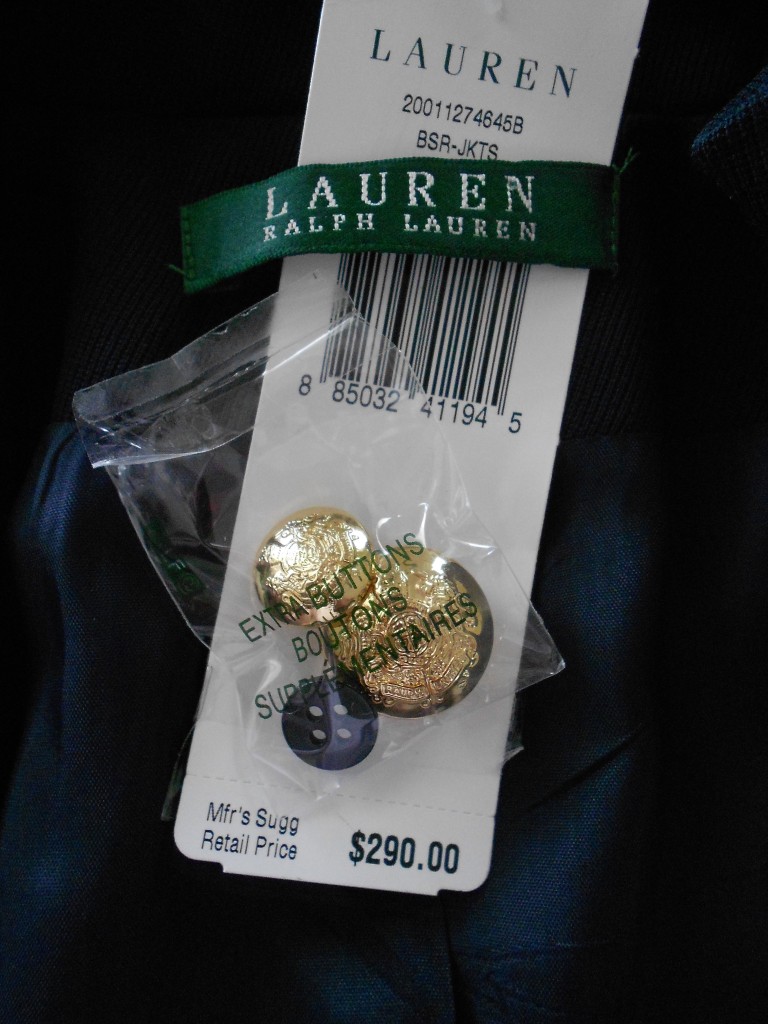 LAUREN
20011274645B
BSR-JKTS
LAUREN
RALPH LAUREN
8 85032 41194 5
EXTRA BUTTONS
BOUTONS
SUPPLÉMENTAIRES
Mfr's Sugg
Retail Price
$290.00